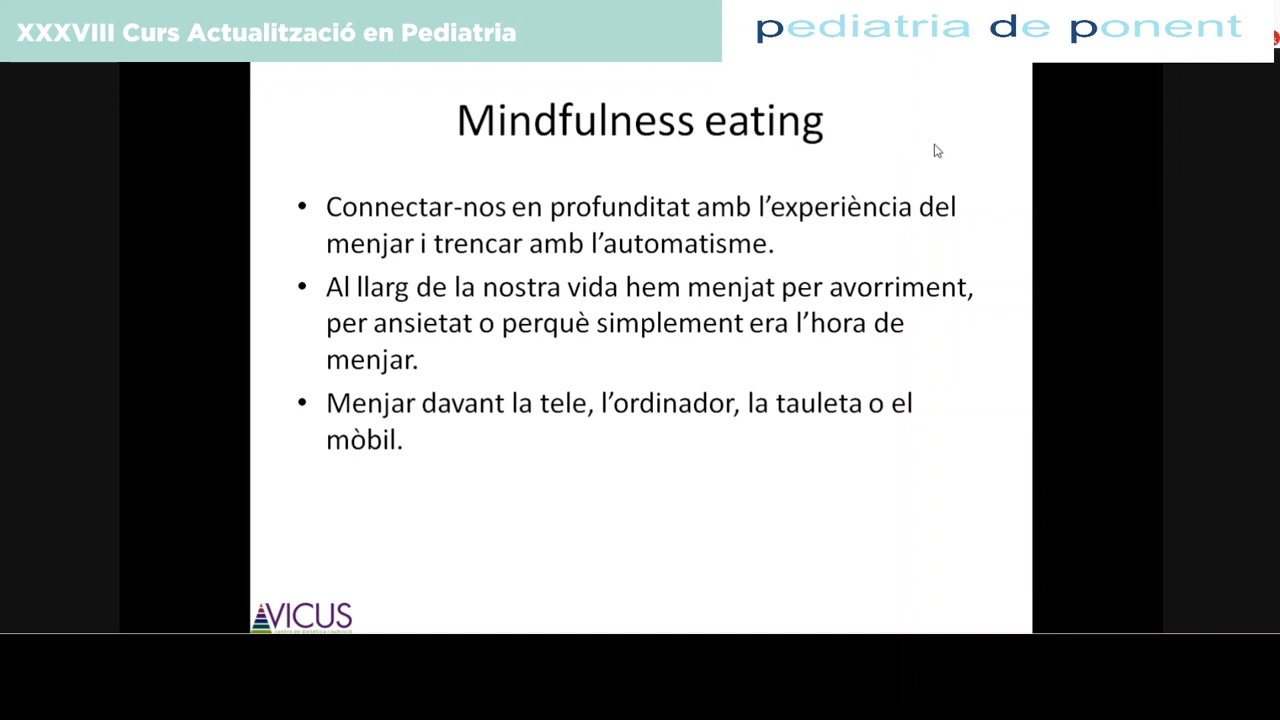 XXXVIII Curs Actualització en Pediatria
pediatria de ponent
Mindfulness eating
• Connectar-nos en profunditat amb l’experiència del
menjar i trencar amb l’automatisme.
• Al llarg de la nostra vida hem menjat per avorriment,
per ansietat o perquè simplement era l’hora de
menjar.
• Menjar davant la tele, l’ordinador, la tauleta o el
mòbil.
VICUS